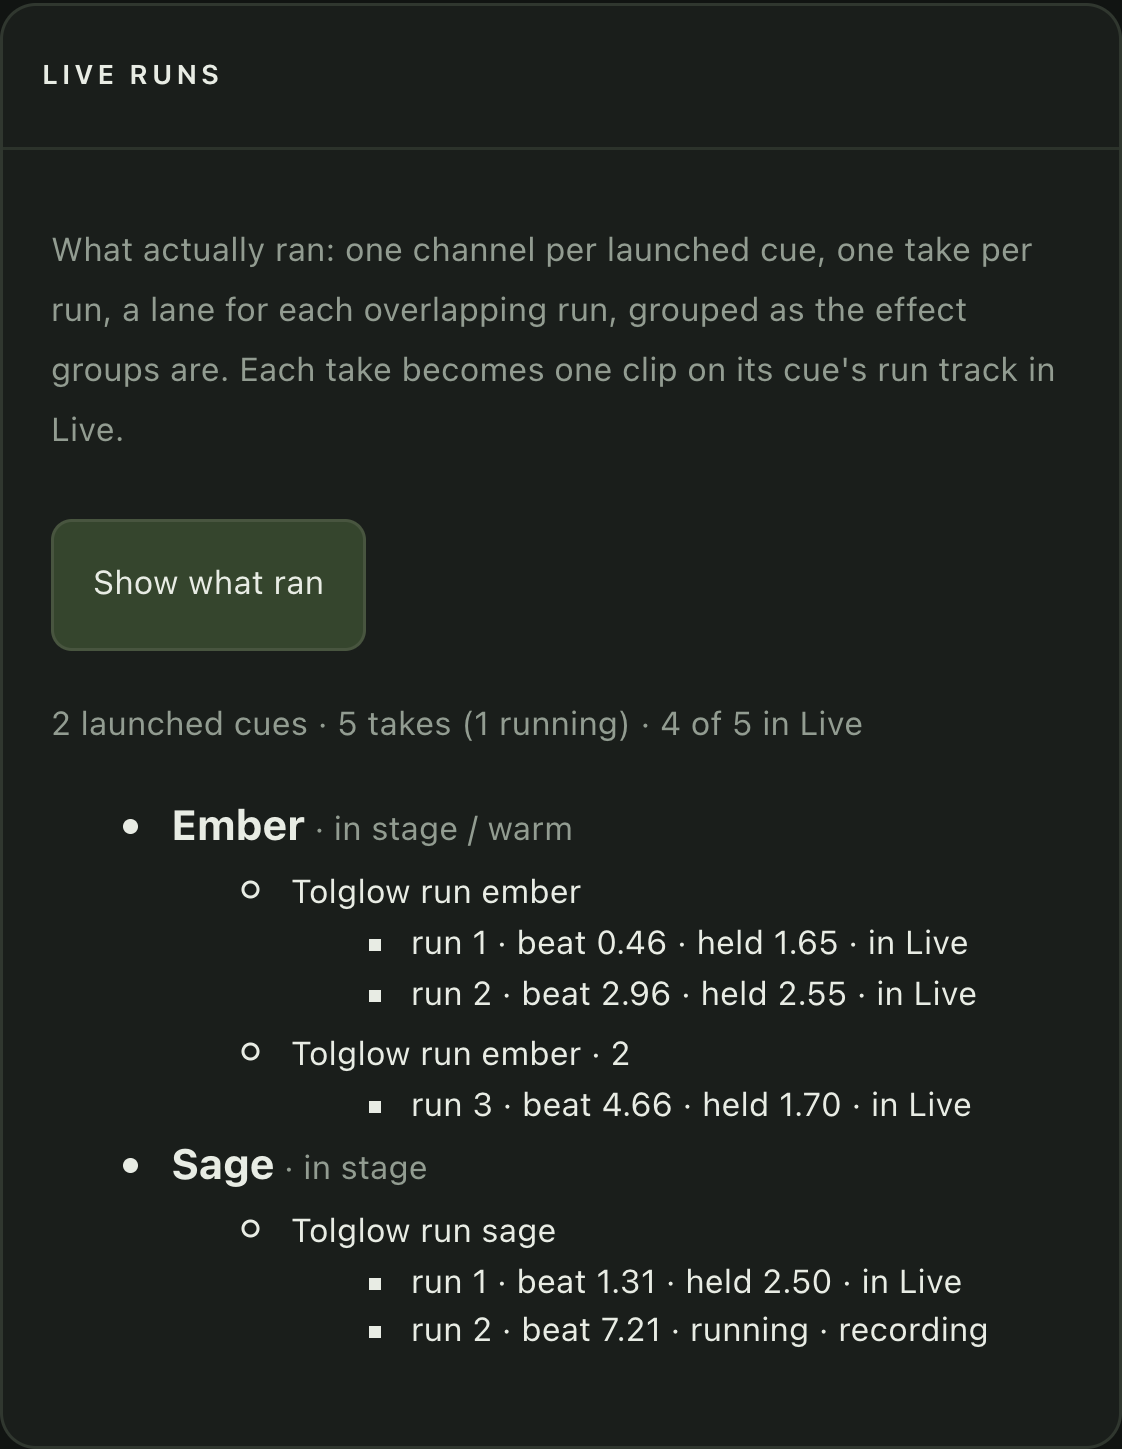 LIVE RUNS
What actually ran: one channel per launched cue, one take per
run, a lane for each overlapping run, grouped as the effect
groups are. Each take becomes one clip on its cue's run track in
Live.
Show what ran
2 launched cues · 5 takes (1 running) · 4 of 5 in Live
Ember · in stage / warm
Tolglow run ember
run 1 · beat 0.46 · held 1.65 · in Live
run 2 · beat 2.96 · held 2.55 · in Live
Tolglow run ember · 2
run 3 · beat 4.66 · held 1.70 · in Live
Sage · in stage
Tolglow run sage
run 1 · beat 1.31 · held 2.50 · in Live
run 2 · beat 7.21 · running · recording